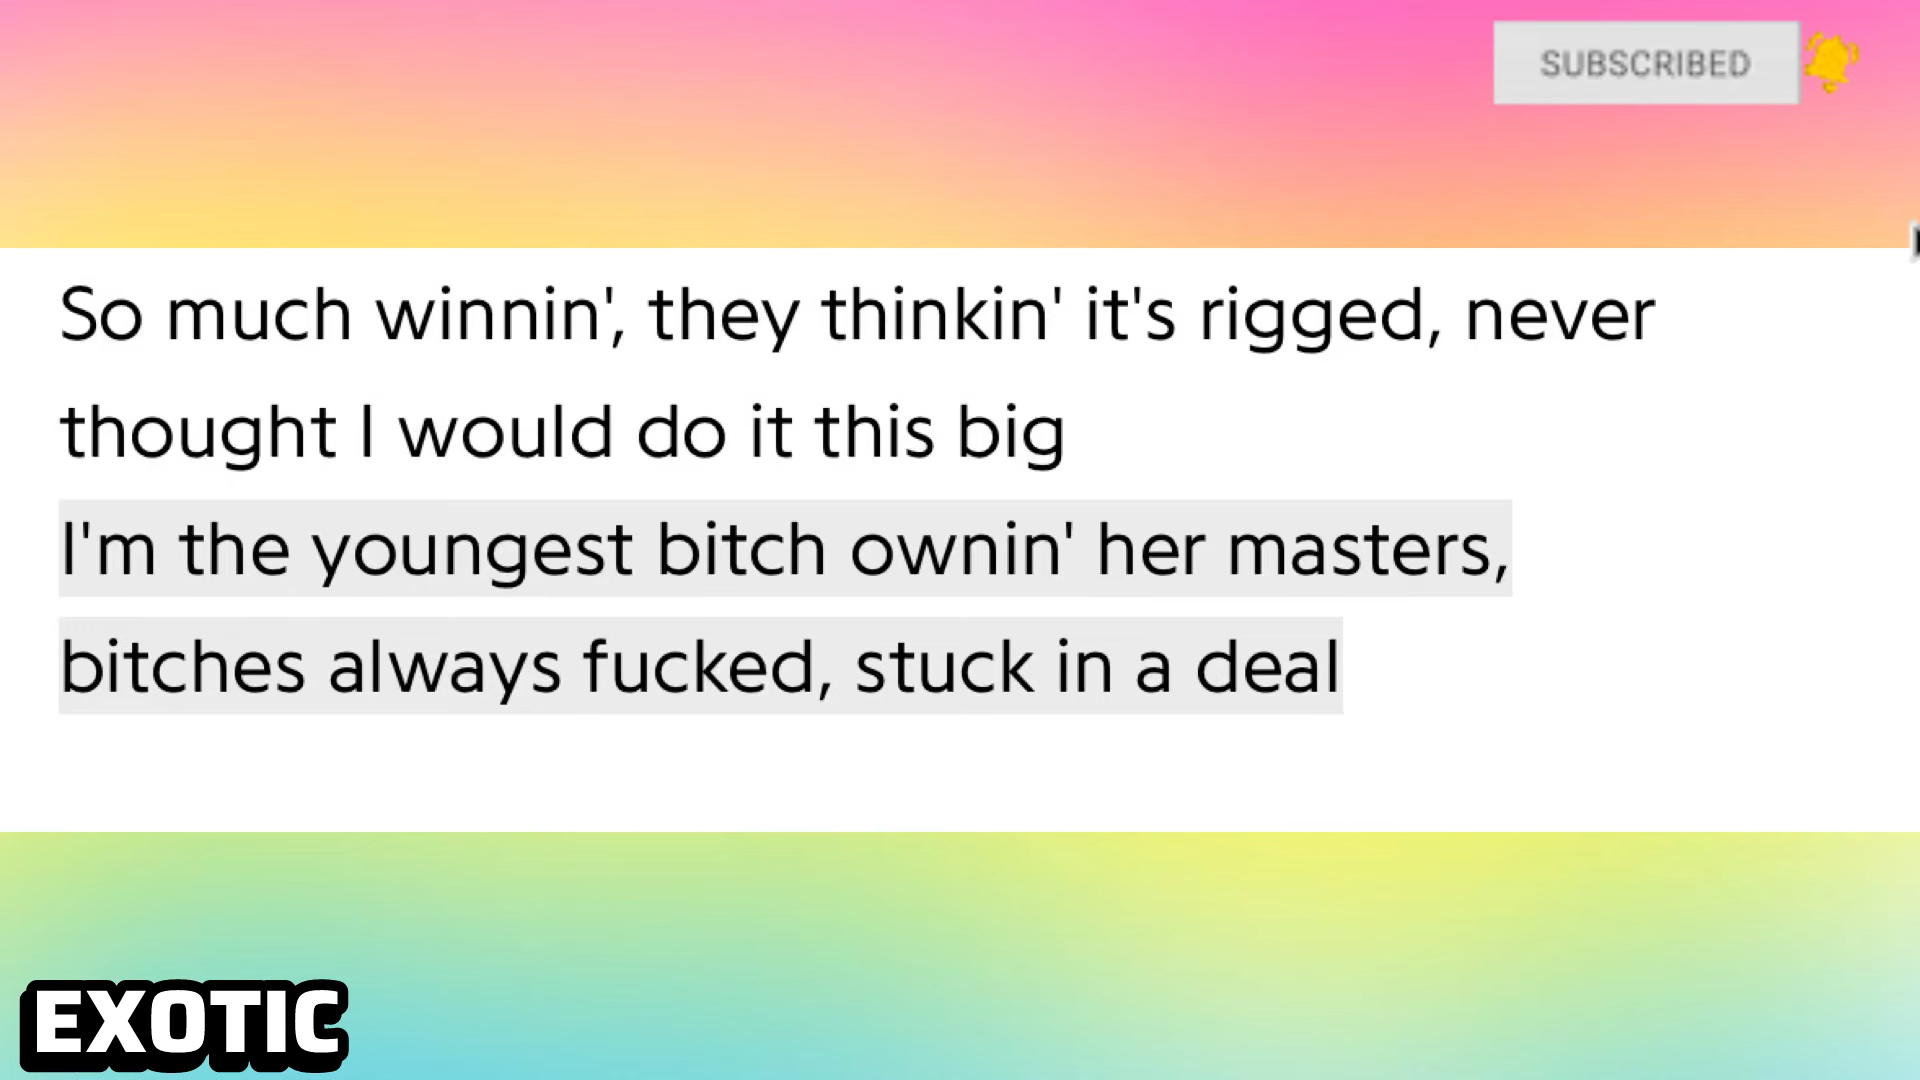 SUBSCRIBED
So much winnin', they thinkin' it's rigged, never
thought I would do it this big
I'm the youngest bitch ownin' her masters,
bitches always fucked, stuck in a deal
EXOTIC